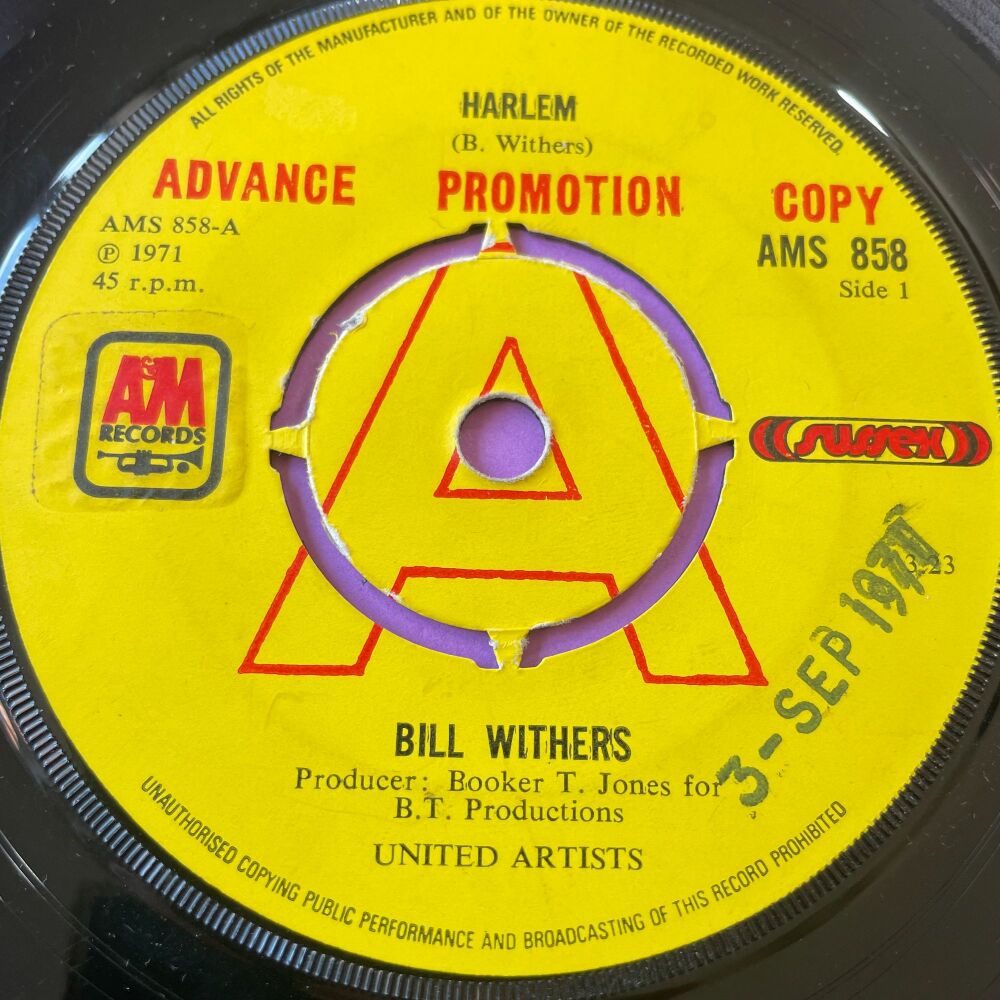 ALL RIGHTS OF THE MANUFACTURER AND OF THE OWNER OF THE RECORDED WORK RESERVED.
HARLEM
(B. Withers)
ADVANCE PROMOTION COPY
AMS 858-A
℗ 1971
45 r.p.m.
AMS 858
Side 1
A&M
RECORDS
A
sussex
3.23
3-SEP 1971
BILL WITHERS
Producer: Booker T. Jones for
B.T. Productions
UNITED ARTISTS
UNAUTHORISED COPYING PUBLIC PERFORMANCE AND BROADCASTING OF THIS RECORD PROHIBITED